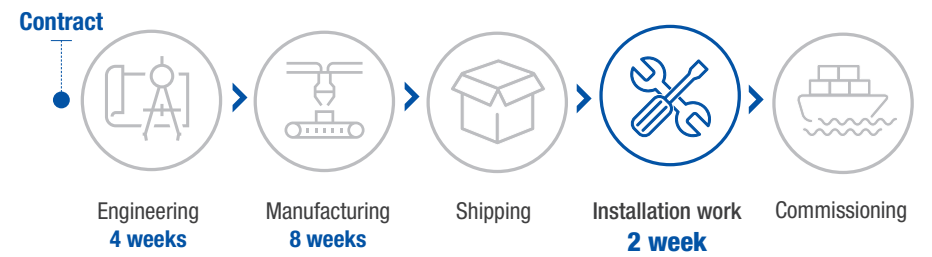 Contract
Engineering
4 weeks
Manufacturing
8 weeks
Shipping
Installation work
2 week
Commissioning